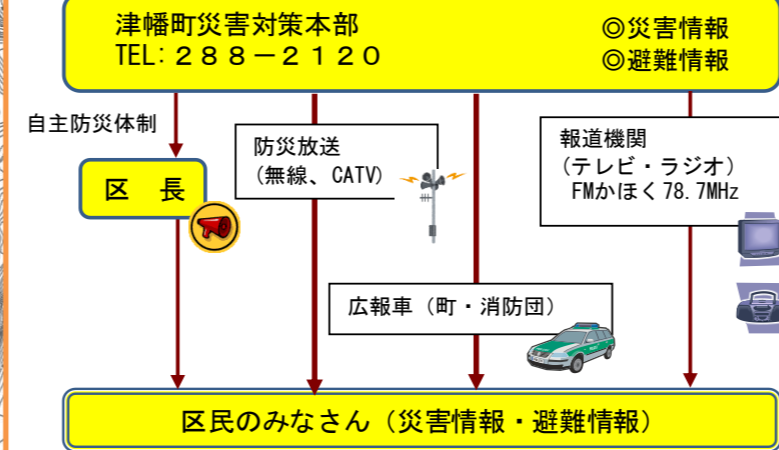 津幡町災害対策本部
TEL:２８８－２１２０
◎災害情報
◎避難情報
自主防災体制
区　長
防災放送
(無線、CATV)
報道機関
(テレビ・ラジオ)
FMかほく78.7MHz
広報車（町・消防団）
区民のみなさん（災害情報・避難情報）